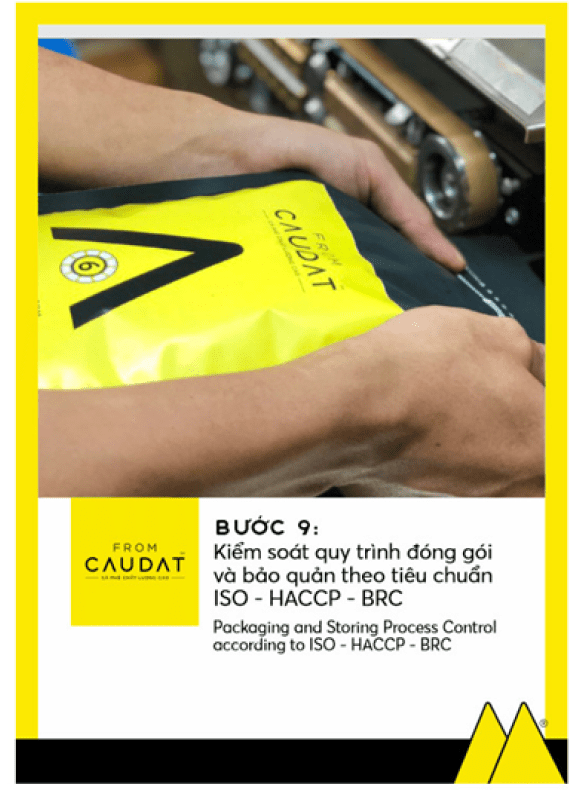 FROM
CAUDAT
6
FROM
CAUDAT
CÀ PHÊ CHẤT LƯỢNG CAO
BƯỚC 9:
Kiểm soát quy trình đóng gói
và bảo quản theo tiêu chuẩn
ISO - HACCP - BRC
Packaging and Storing Process Control
according to ISO - HACCP - BRC
®